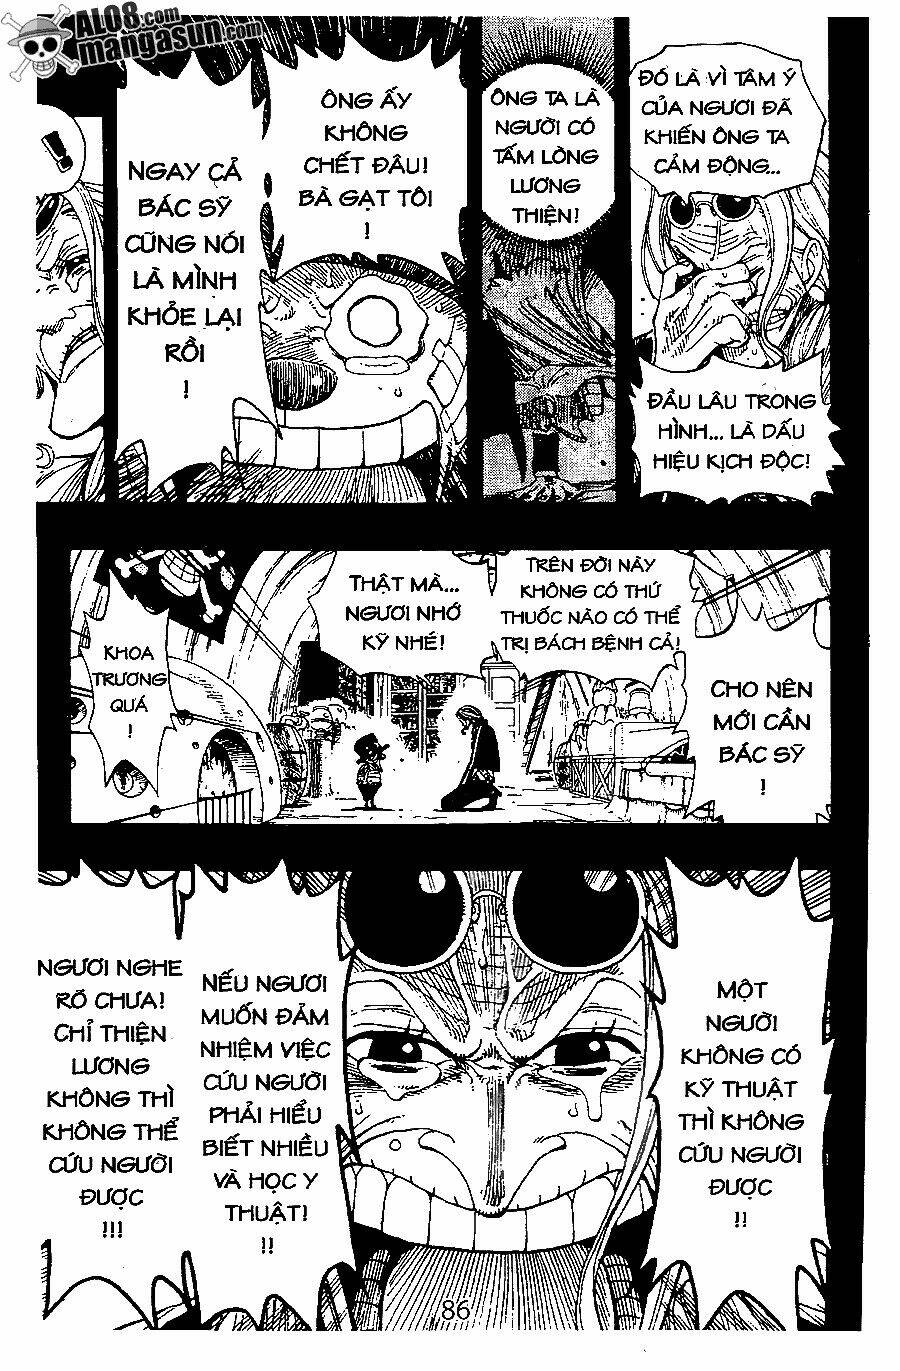 AL08.com
mangasun.com
ĐÓ LÀ VÌ TÂM Ý
CỦA NGƯƠI ĐÃ
KHIẾN ÔNG TA
CẢM ĐỘNG...
ĐẦU LÂU TRONG
HÌNH... LÀ DẤU
HIỆU KỊCH ĐỘC!
ÔNG TA LÀ
NGƯỜI CÓ
TẤM LÒNG
LƯƠNG
THIỆN!
ÔNG ẤY
KHÔNG
CHẾT ĐÂU!
BÀ GẠT TÔI
!
NGAY CẢ
BÁC SỸ
CŨNG NÓI
LÀ MÌNH
KHỎE LẠI
RỒI
!
!
CHO NÊN
MỚI CẦN
BÁC SỸ
!
TRÊN ĐỜI NÀY
KHÔNG CÓ THỨ
THUỐC NÀO CÓ THỂ
TRỊ BÁCH BỆNH CẢ!
THẬT MÀ...
NGƯƠI NHỚ
KỸ NHÉ!
KHOA
TRƯƠNG
QUÁ
!
MỘT
NGƯỜI
KHÔNG CÓ
KỸ THUẬT
THÌ KHÔNG
CỨU NGƯỜI
ĐƯỢC
!!
NẾU NGƯƠI
MUỐN ĐẢM
NHIỆM VIỆC
CỨU NGƯỜI
PHẢI HIỂU
BIẾT NHIỀU
VÀ HỌC Y
THUẬT!
!!
NGƯƠI NGHE
RÕ CHƯA!
CHỈ THIỆN
LƯƠNG
KHÔNG THÌ
KHÔNG THỂ
CỨU NGƯỜI
ĐƯỢC
!!!
86